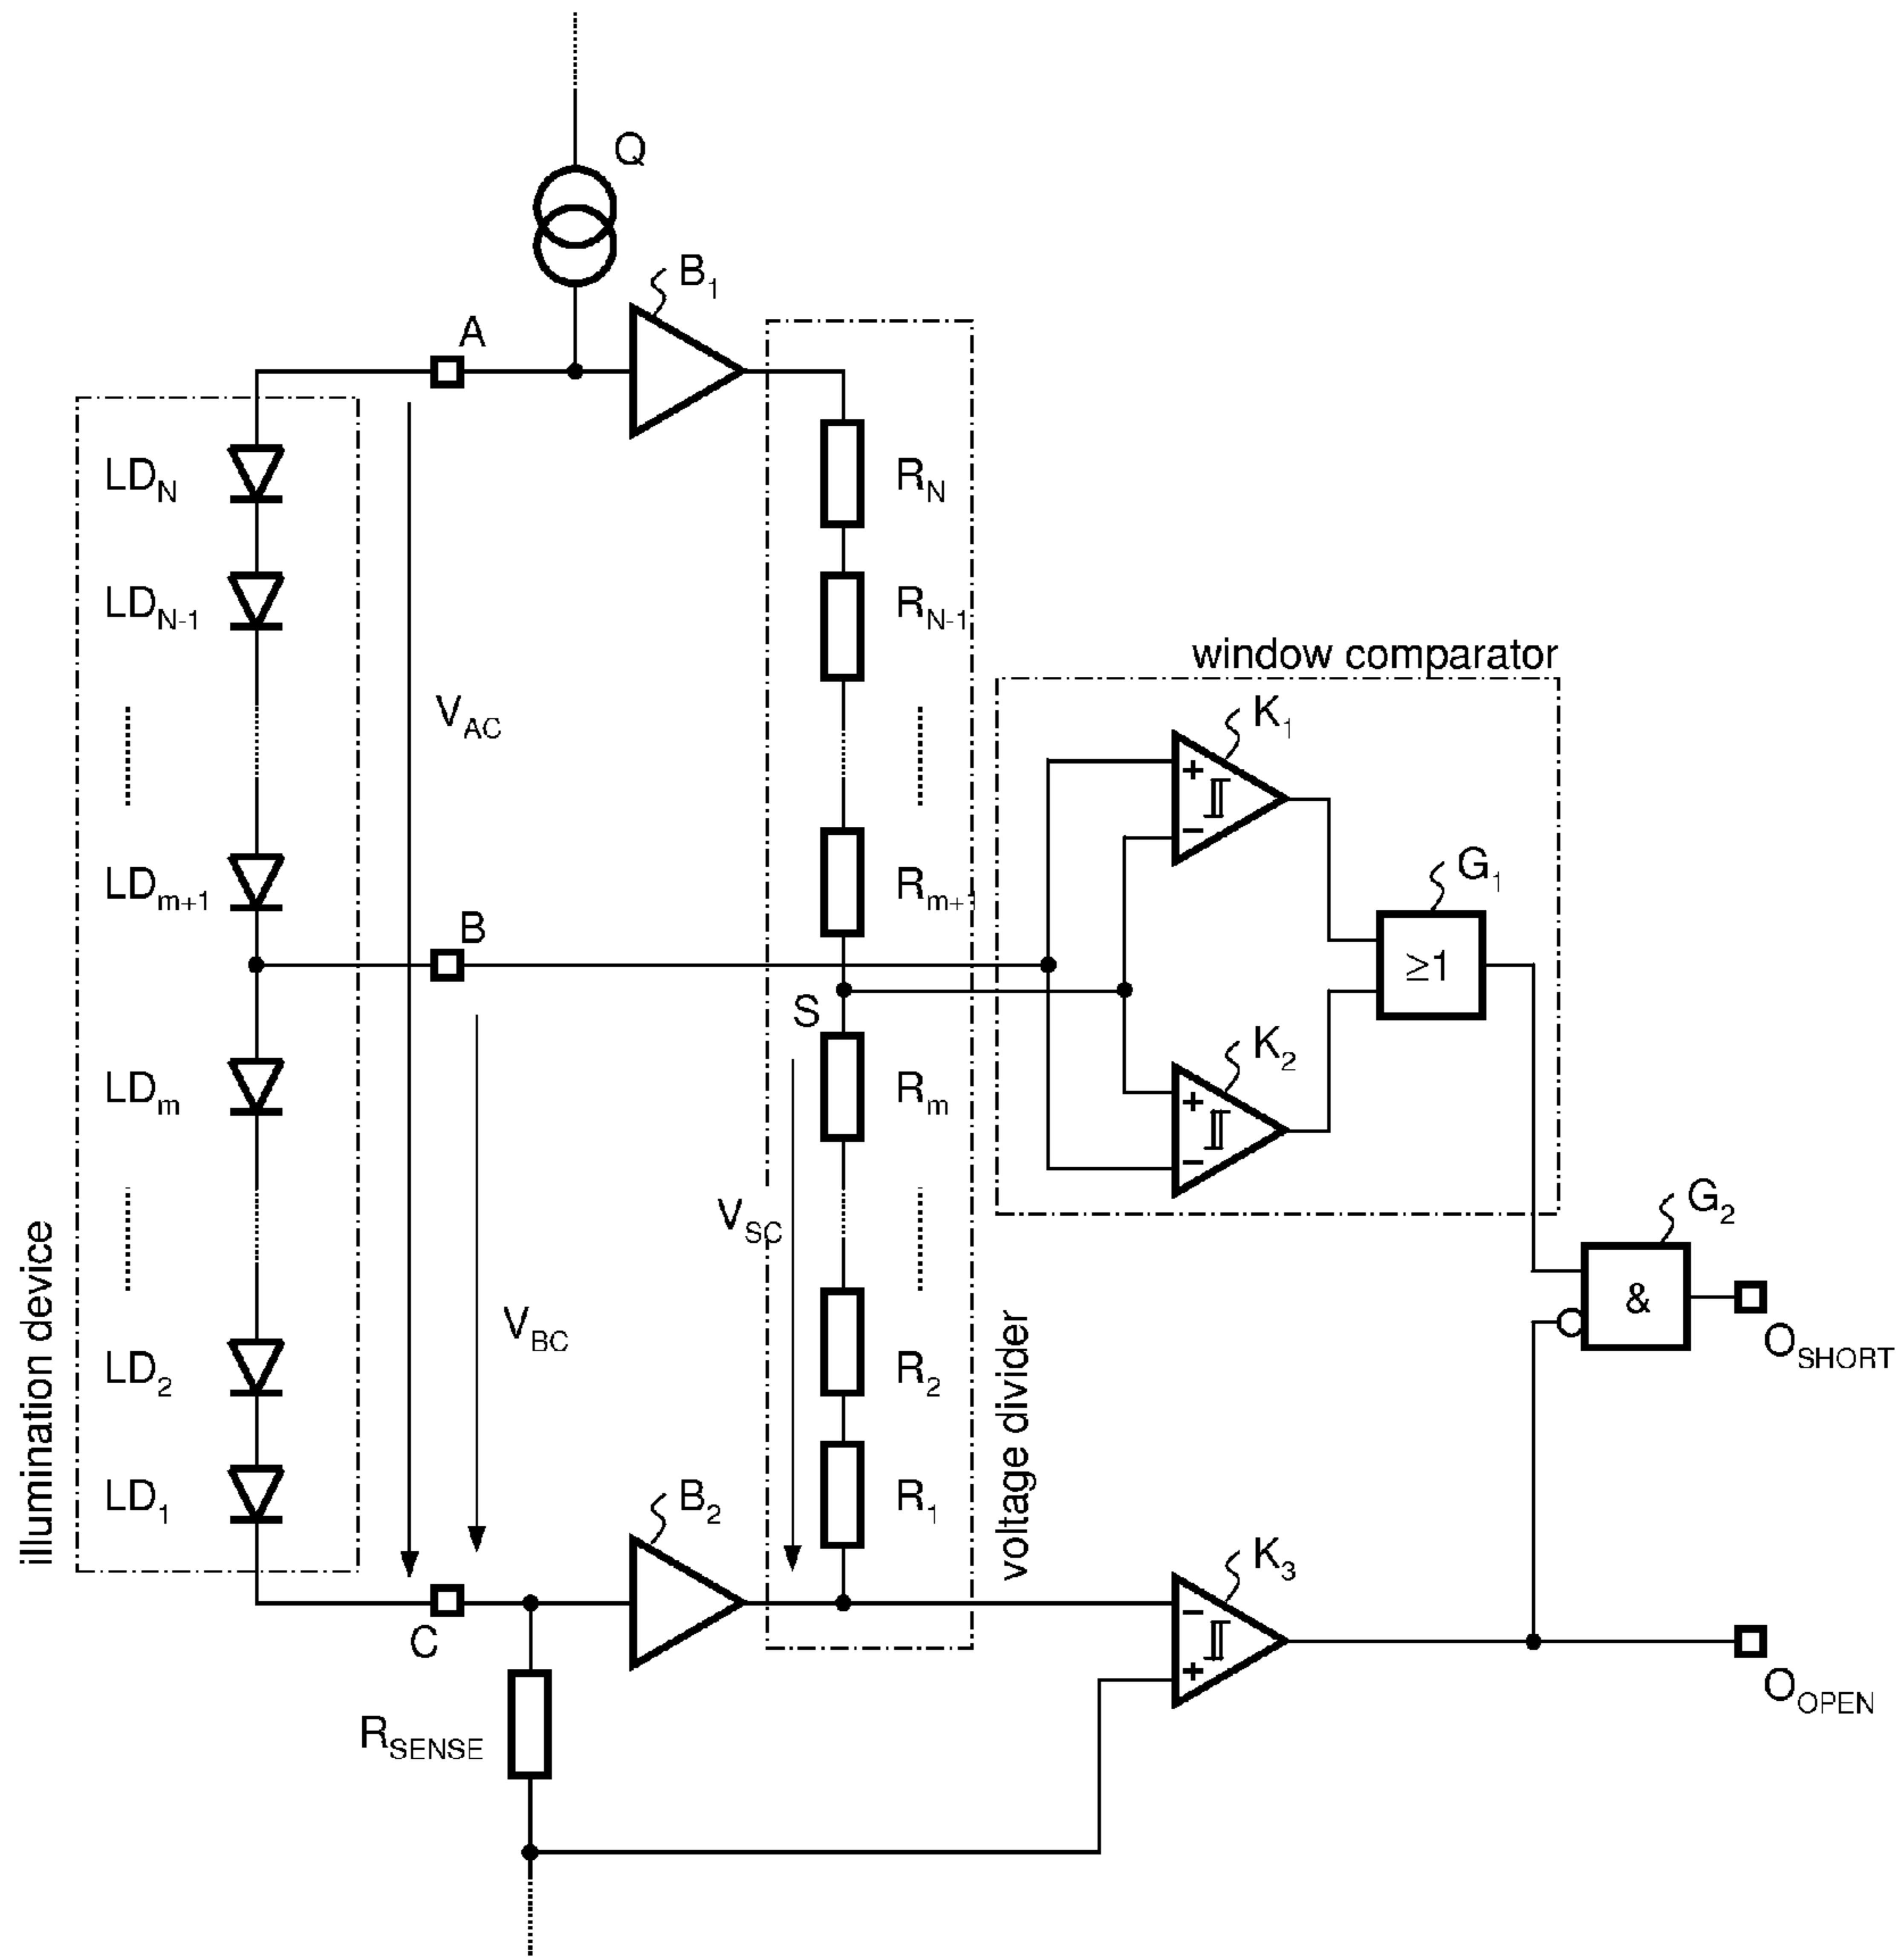 Q
B1
A
LDN
RN
LDN-1
RN-1
window comparator
VAC
K1
LDm+1
Rm+1
G1
B
≥1
S
K2
LDm
Rm
VSC
G2
illumination device
VBC
voltage divider
&
OSHORT
LD2
R2
LD1
B2
R1
K3
C
OOPEN
RSENSE
+
−
+
−
−
+